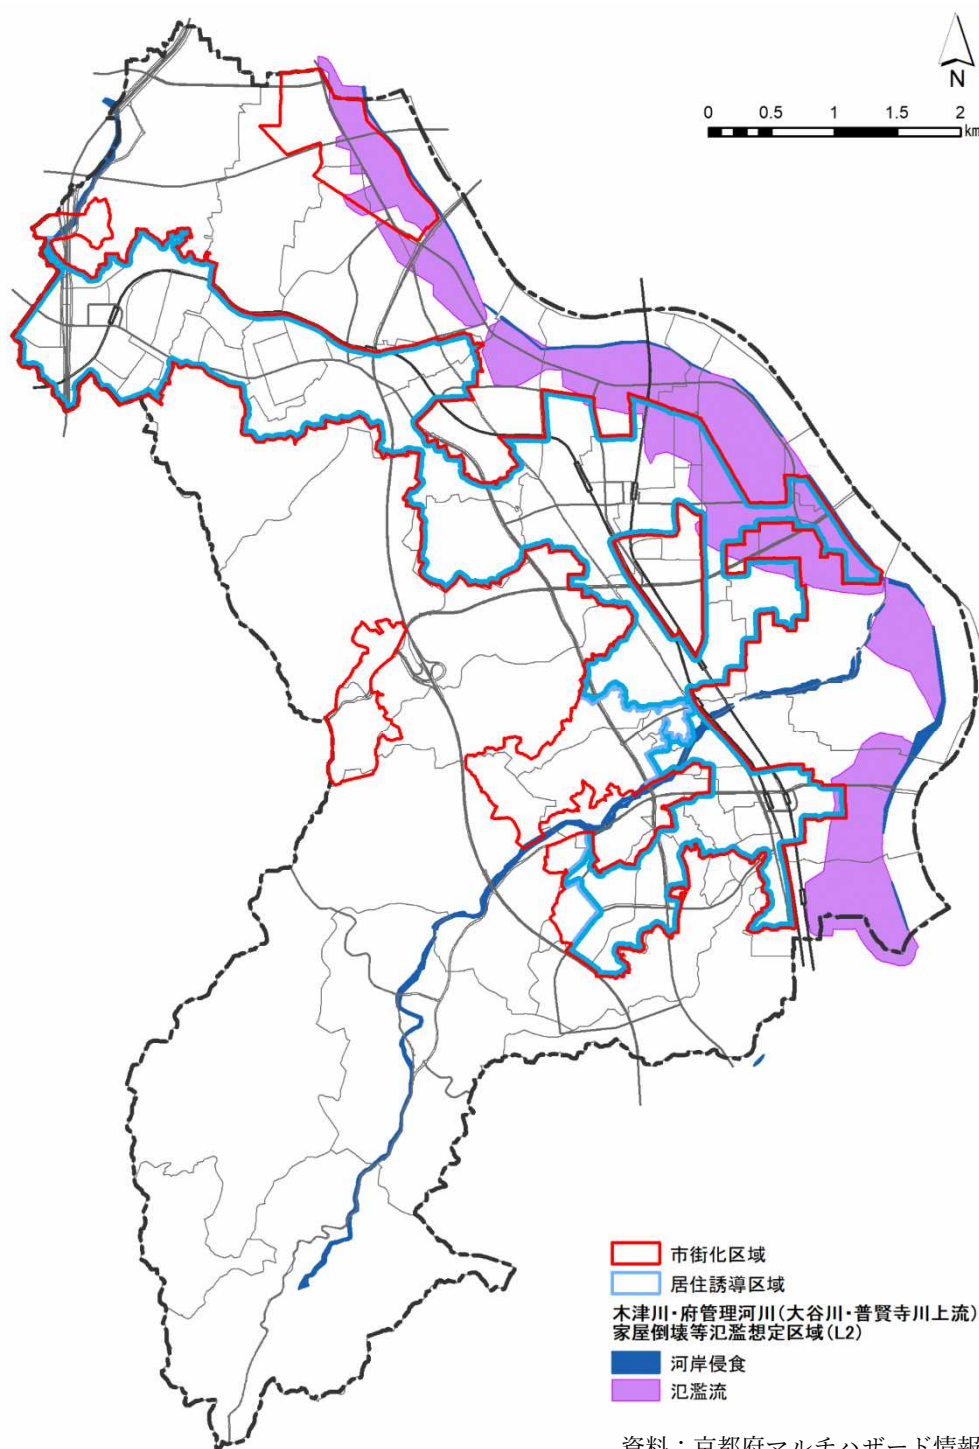 N
0 0.5 1 1.5 2
km
市街化区域
居住誘導区域
木津川・府管理河川(大谷川・普賢寺川上流)
家屋倒壊等氾濫想定区域(L2)
河岸侵食
氾濫流
資料:京都府マルチハザード情報